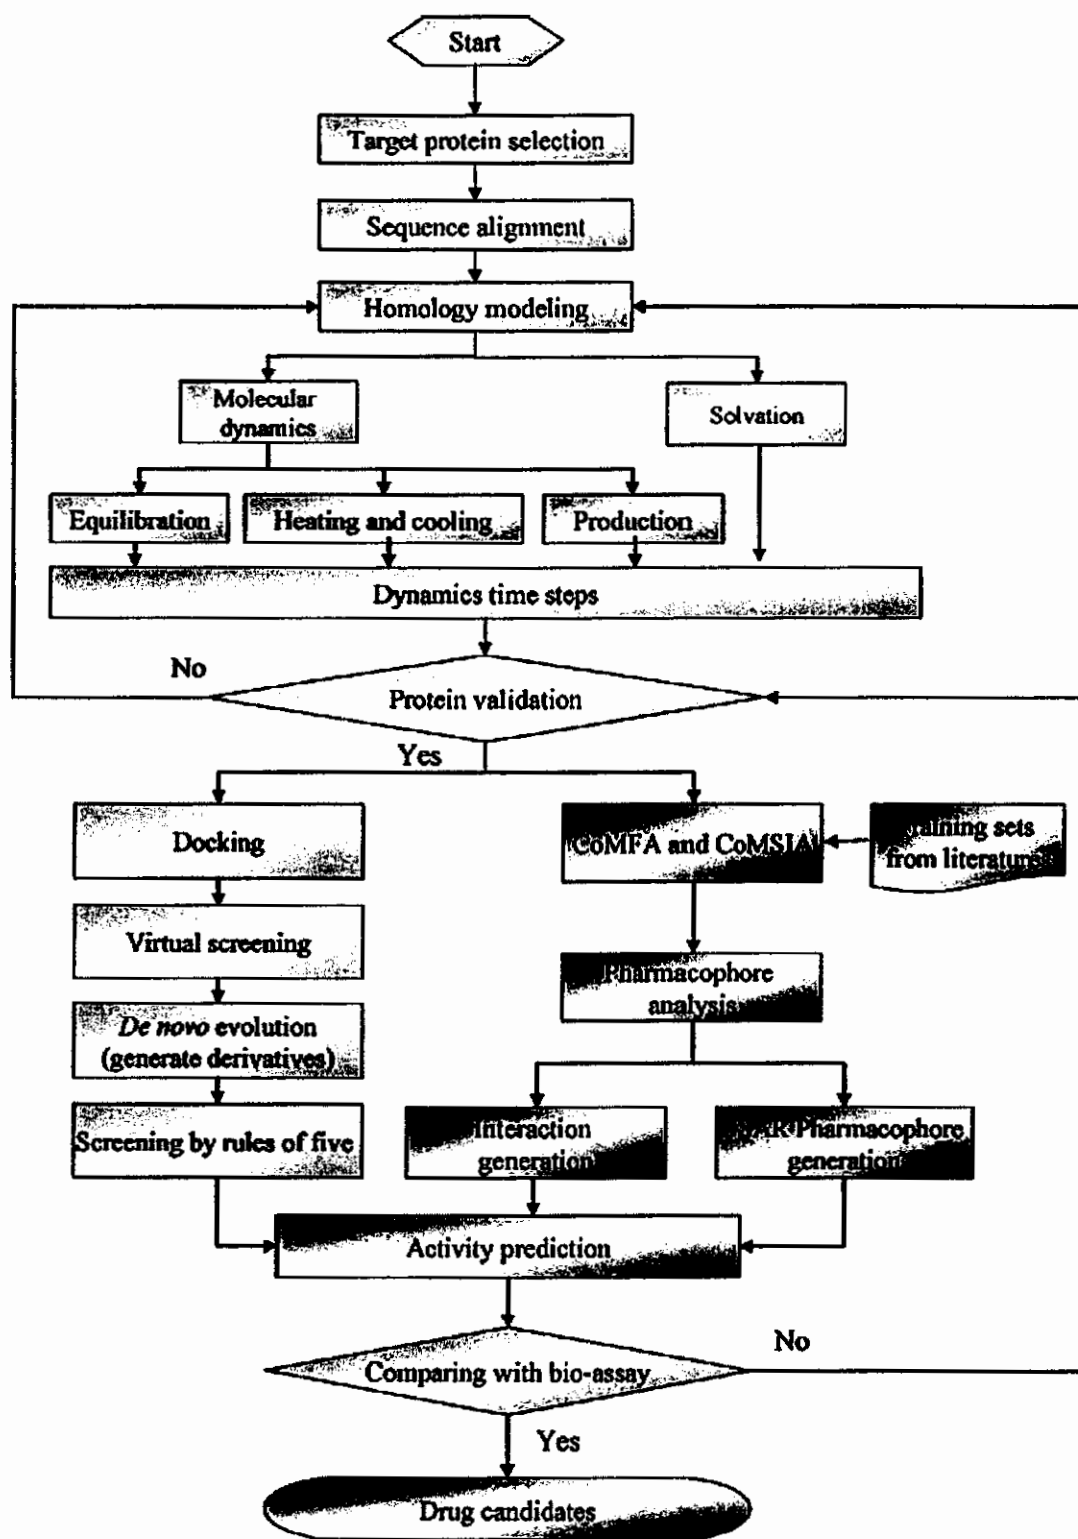 Start
Target protein selection
Sequence alignment
Homology modeling
Molecular
dynamics
Solvation
Equilibration
Heating and cooling
Production
Dynamics time steps
No
Protein validation
Yes
Docking
CoMFA and CoMSIA
sets
from literature
Virtual screening
Pharmacophore
analysis
De novo evolution
(generate derivatives)
Screening by rules of five
Interaction
generation
Pharmacophore
generation
Activity prediction
No
Comparing with bio-assay
Yes
Drug candidates